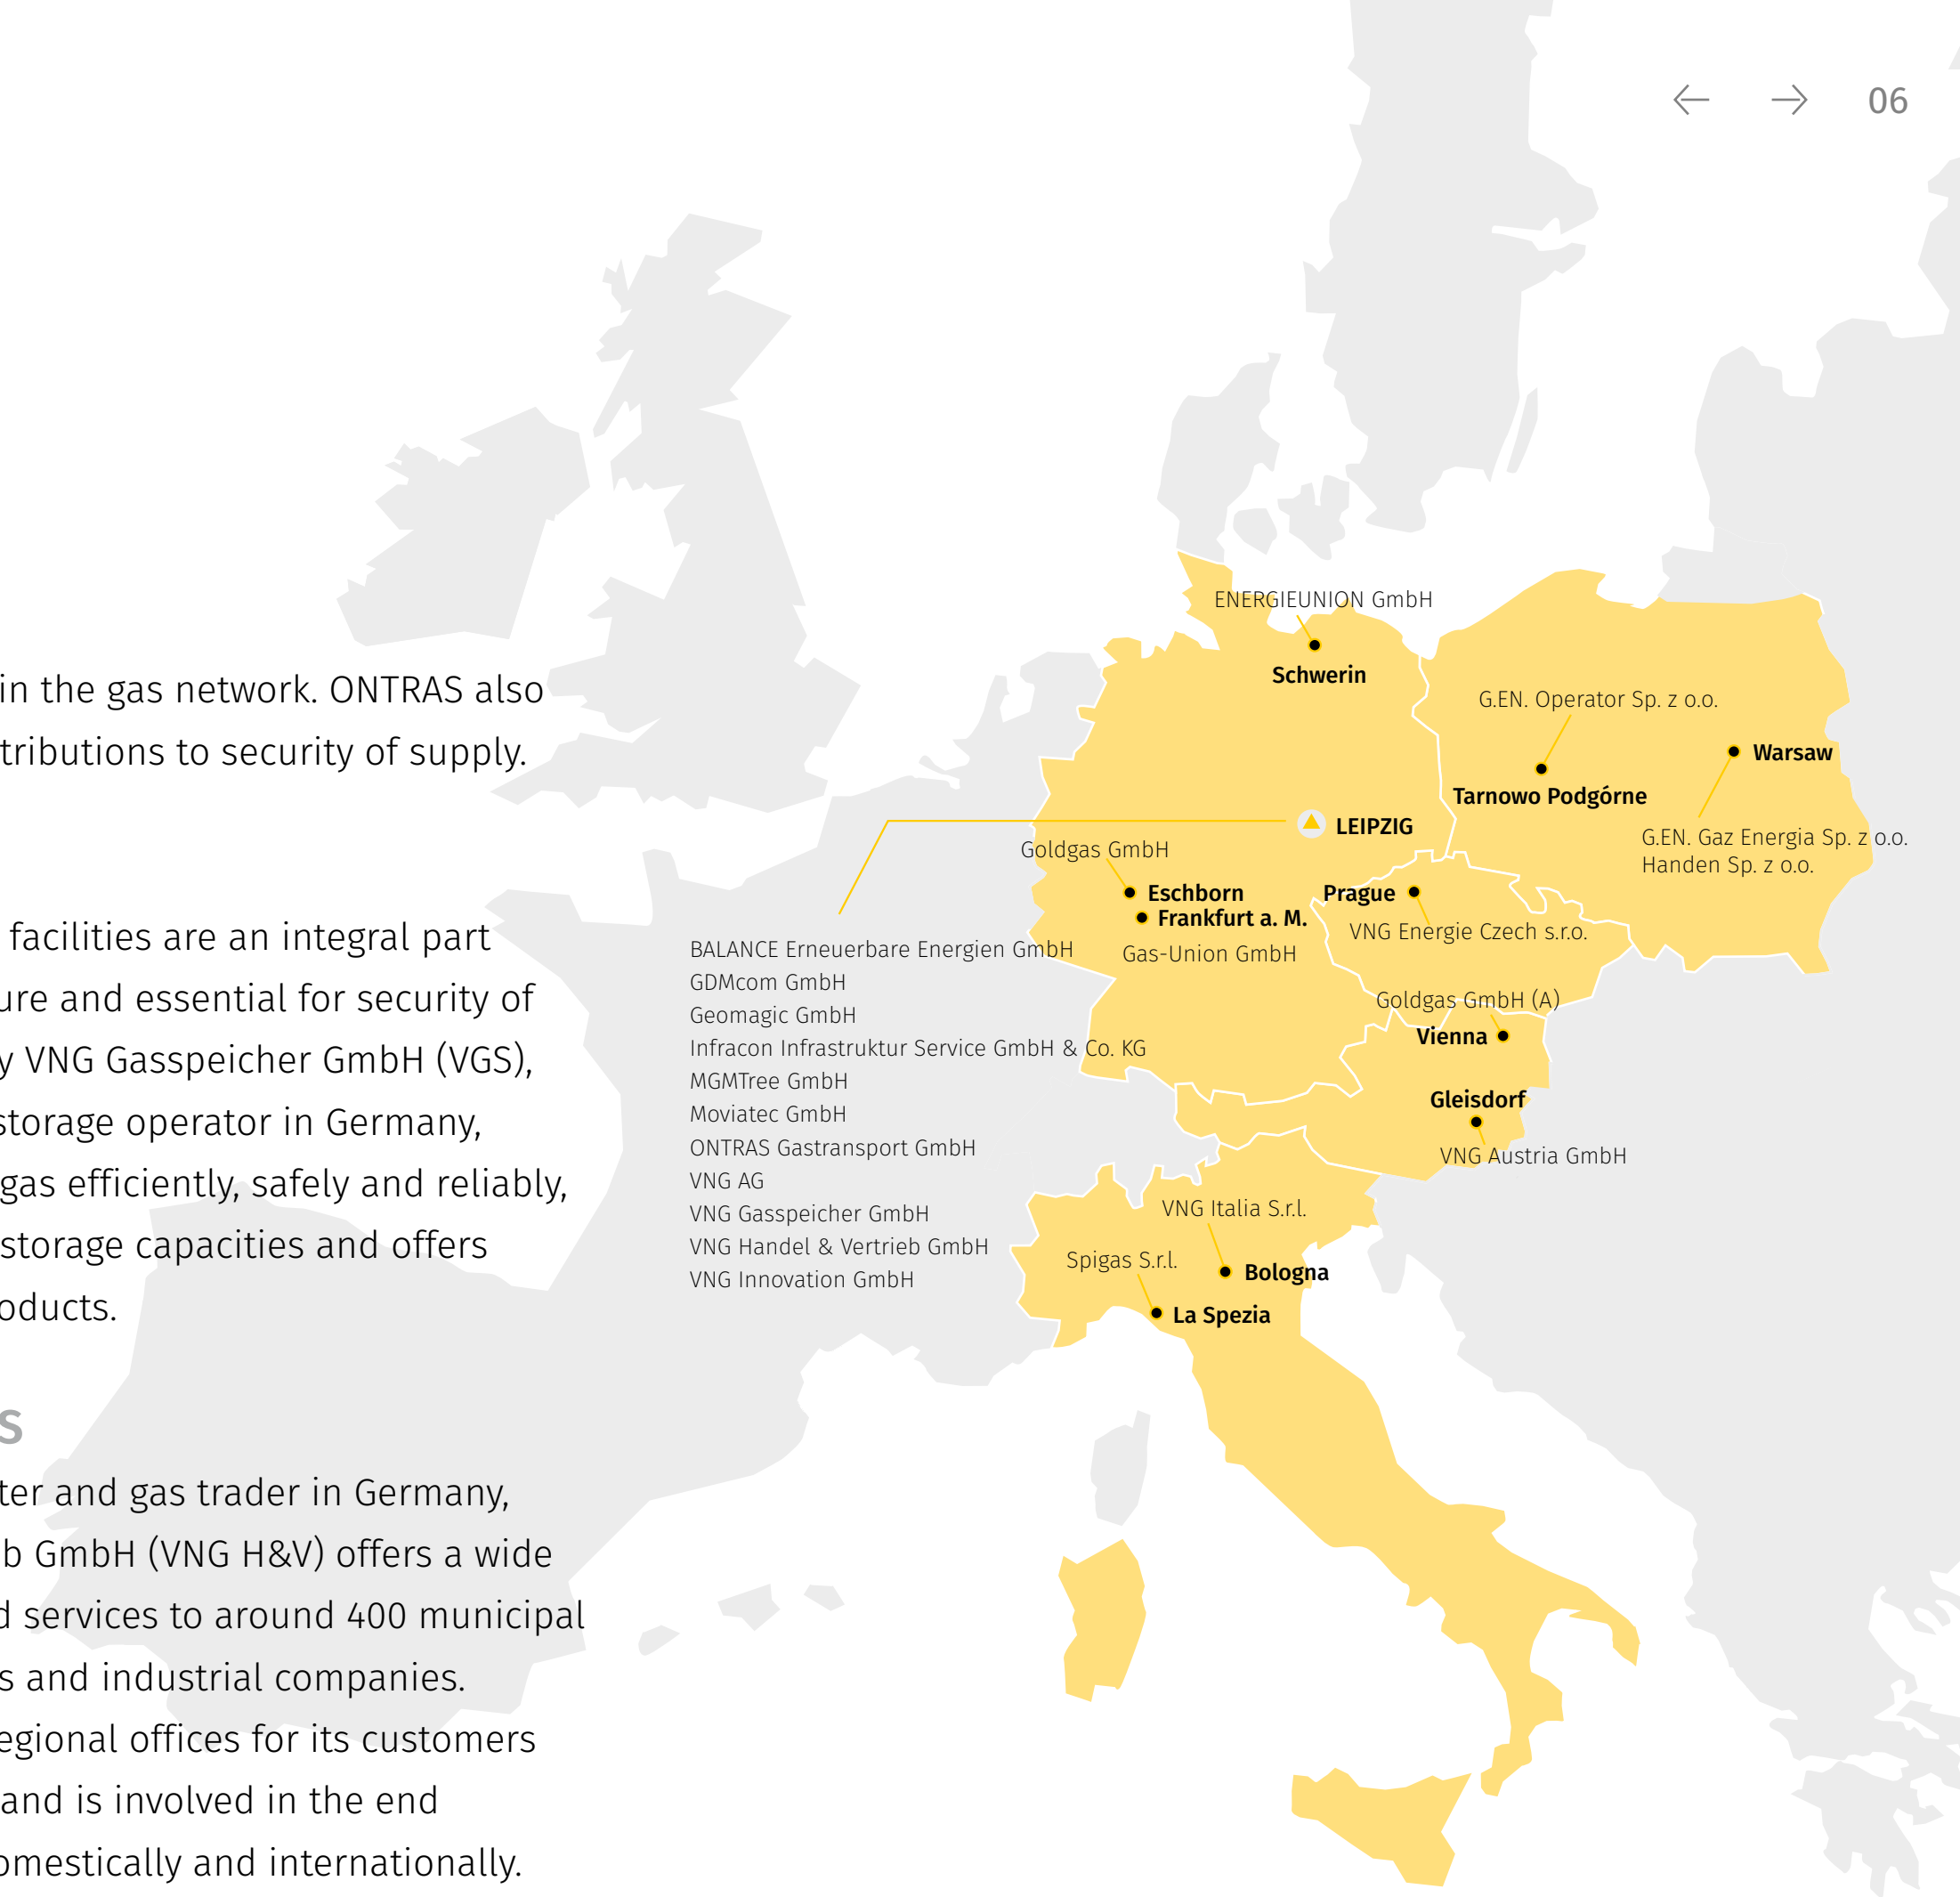 06
in the gas network. ONTRAS also
tributions to security of supply.
facilities are an integral part
ure and essential for security of
y VNG Gasspeicher GmbH (VGS),
storage operator in Germany,
gas efficiently, safely and reliably,
storage capacities and offers
oducts.
s
ter and gas trader in Germany,
b GmbH (VNG H&V) offers a wide
d services to around 400 municipal
s and industrial companies.
egional offices for its customers
and is involved in the end
omestically and internationally.
ENERGIEUNION GmbH
Schwerin
G.EN. Operator Sp. z o.o.
Warsaw
Tarnowo Podgórne
LEIPZIG
G.EN. Gaz Energia Sp. z o.o.
Handen Sp. z o.o.
Goldgas GmbH
Eschborn
Prague
Frankfurt a. M.
VNG Energie Czech s.r.o.
Gas-Union GmbH
BALANCE Erneuerbare Energien GmbH
GDMcom GmbH
Geomagic GmbH
Infracon Infrastruktur Service GmbH & Co. KG
MGMTree GmbH
Moviatec GmbH
ONTRAS Gastransport GmbH
VNG AG
VNG Gasspeicher GmbH
VNG Handel & Vertrieb GmbH
VNG Innovation GmbH
Goldgas GmbH (A)
Vienna
Gleisdorf
VNG Austria GmbH
VNG Italia S.r.l.
Spigas S.r.l.
Bologna
La Spezia